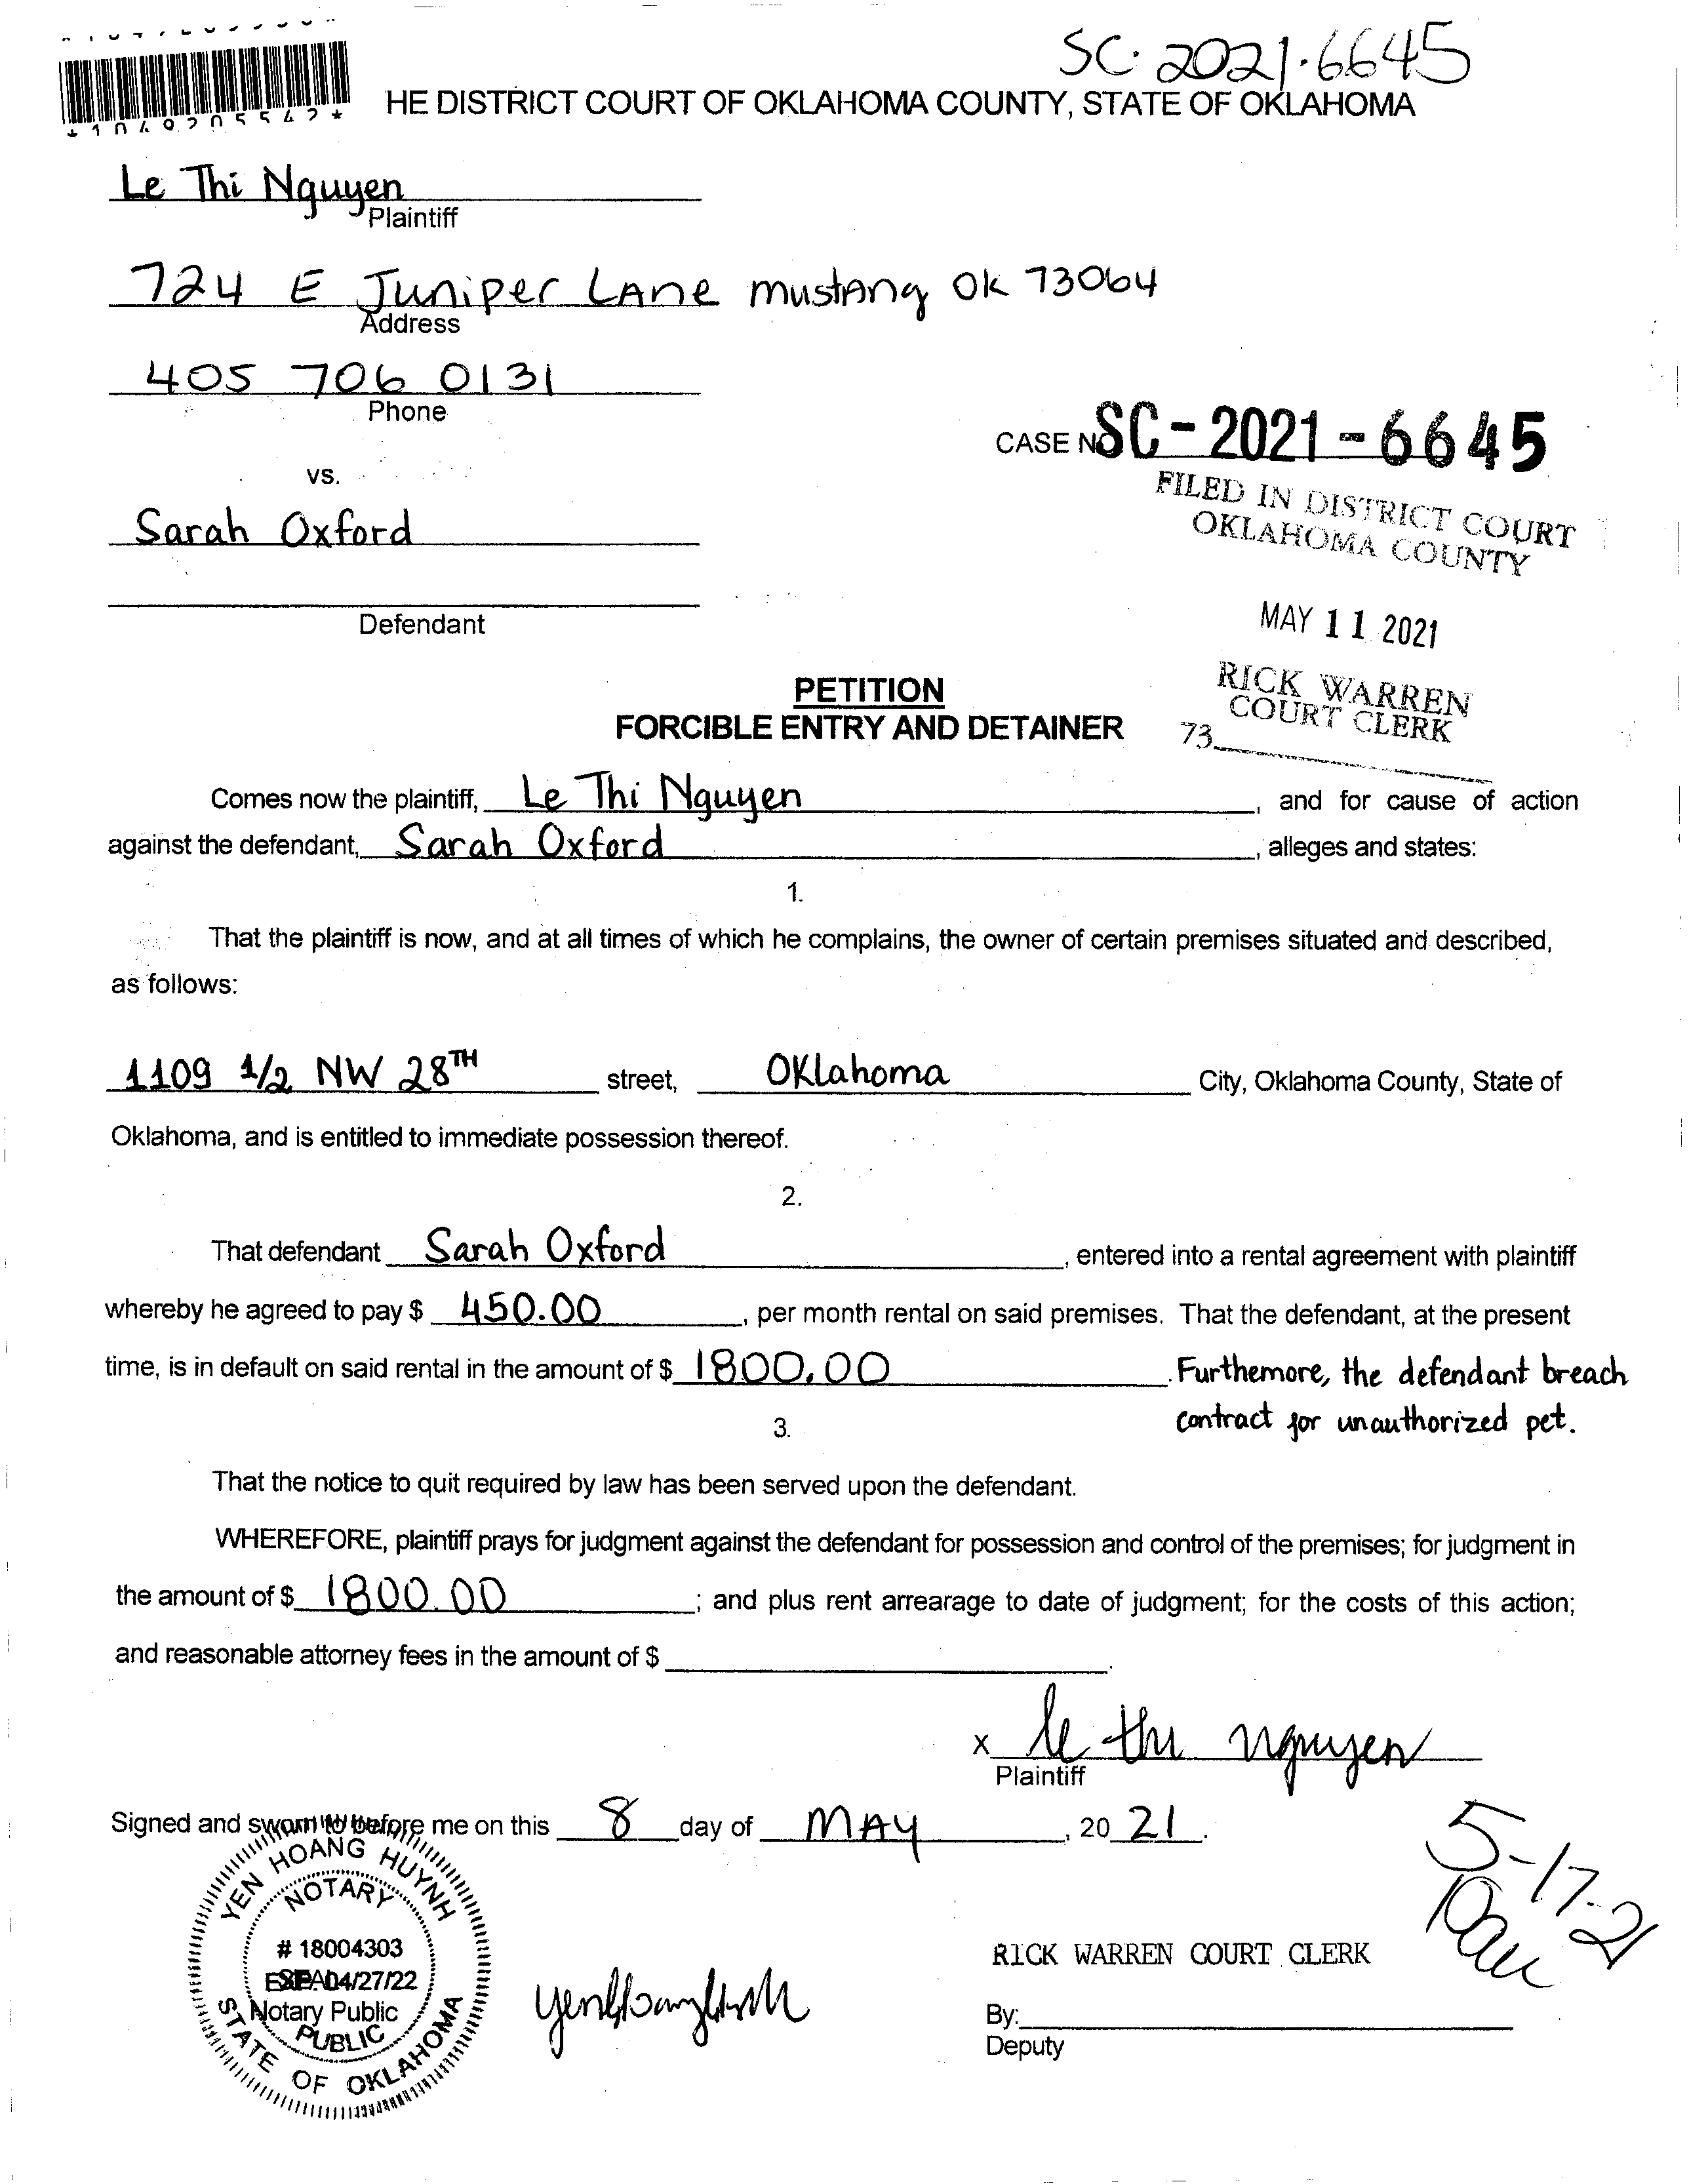 SC-2021-6645
*1049205542*
HE DISTRICT COURT OF OKLAHOMA COUNTY, STATE OF OKLAHOMA
Le Thi Nguyen
Plaintiff
724 E Juniper LAne mustAng Ok 73064
Address
405 706 0131
Phone
CASE NO SC-2021-6645
vs.
FILED IN DISTRICT COURT
OKLAHOMA COUNTY
Sarah Oxford
Defendant
MAY 11 2021
RICK WARREN
COURT CLERK
73
PETITION
FORCIBLE ENTRY AND DETAINER
Comes now the plaintiff, Le Thi Nguyen, and for cause of action
against the defendant, Sarah Oxford, alleges and states:
1.
That the plaintiff is now, and at all times of which he complains, the owner of certain premises situated and described,
as follows:
1109 1/2 NW 28TH street, OKlahoma City, Oklahoma County, State of
Oklahoma, and is entitled to immediate possession thereof.
2.
That defendant Sarah Oxford, entered into a rental agreement with plaintiff
whereby he agreed to pay $ 450.00, per month rental on said premises. That the defendant, at the present
time, is in default on said rental in the amount of $ 1800.00. Furthemore, the defendant breach
contract for unauthorized pet.
3.
That the notice to quit required by law has been served upon the defendant.
WHEREFORE, plaintiff prays for judgment against the defendant for possession and control of the premises; for judgment in
the amount of $ 1800.00; and plus rent arrearage to date of judgment; for the costs of this action;
and reasonable attorney fees in the amount of $
x le thi nguyen
Plaintiff
Signed and sworn to before me on this 8 day of MAY, 20 21.
YEN HOANG HUYNH
NOTARY
# 18004303
EXP. 04/27/22
SEAL
Notary Public
PUBLIC
STATE OF OKLAHOMA
5-17-21
RICK WARREN COURT CLERK
By:
Deputy